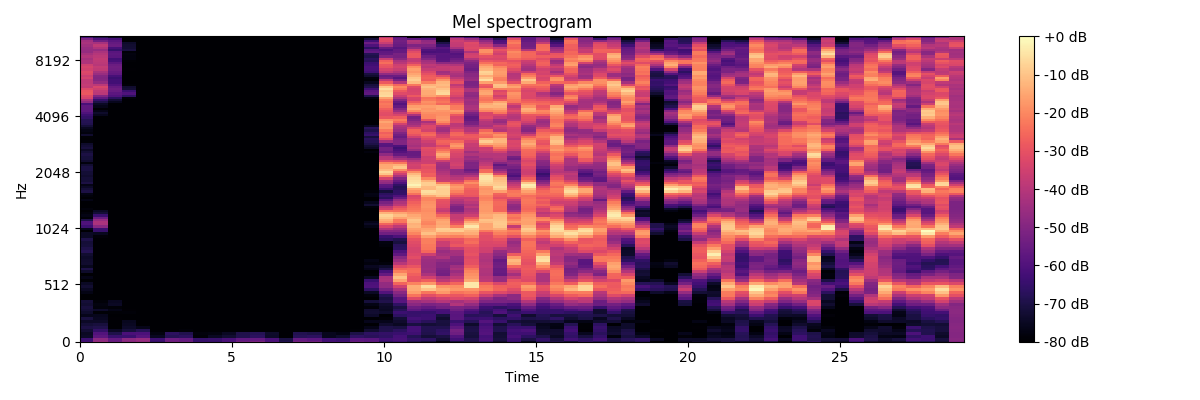 Mel spectrogram
8192
4096
2048
1024
512
0
Hz
0 5 10 15 20 25
Time
+0 dB
-10 dB
-20 dB
-30 dB
-40 dB
-50 dB
-60 dB
-70 dB
-80 dB